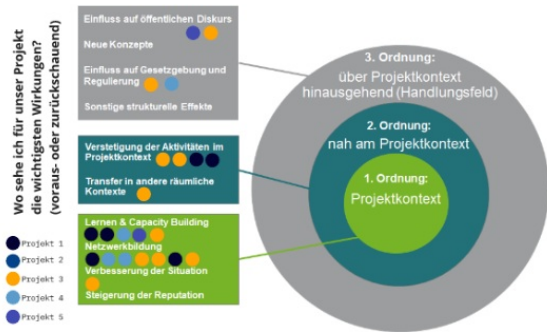 Wo sehe ich für unser Projekt
die wichtigsten Wirkungen?
(voraus- oder zurückschauend)
Projekt 1
Projekt 2
Projekt 3
Projekt 4
Projekt 5
Einfluss auf öffentlichen Diskurs
Neue Konzepte
Einfluss auf Gesetzgebung und
Regulierung
Sonstige strukturelle Effekte
Verstetigung der Aktivitäten im
Projektkontext
Transfer in andere räumliche
Kontexte
Lernen & Capacity Building
Netzwerkbildung
Verbesserung der Situation
Steigerung der Reputation
3. Ordnung:
über Projektkontext
hinausgehend (Handlungsfeld)
2. Ordnung:
nah am Projektkontext
1. Ordnung:
Projektkontext